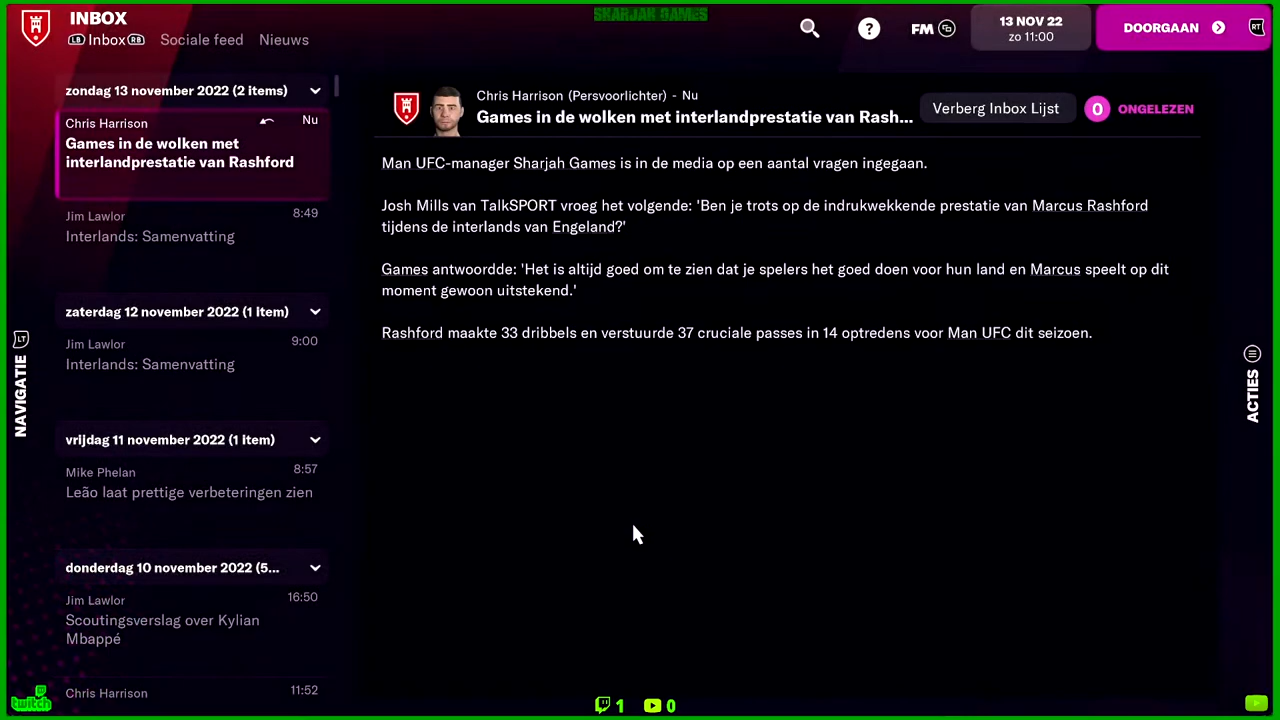 SHARJAH GAMES
INBOX
LB Inbox RB Sociale feed Nieuws
?
FM
13 NOV 22
zo 11:00
DOORGAAN
RT
zondag 13 november 2022 (2 items)
Chris Harrison Nu
Games in de wolken met
interlandprestatie van Rashford
Jim Lawlor 8:49
Interlands: Samenvatting
zaterdag 12 november 2022 (1 Item)
Jim Lawlor 9:00
Interlands: Samenvatting
vrijdag 11 november 2022 (1 item)
Mike Phelan 8:57
Leão laat prettige verbeteringen zien
donderdag 10 november 2022 (5...
Jim Lawlor 16:50
Scoutingsverslag over Kylian
Mbappé
Chris Harrison 11:52
LT
NAVIGATIE
Chris Harrison (Persvoorlichter) - Nu
Games in de wolken met interlandprestatie van Rash...
Verberg Inbox Lijst
0 ONGELEZEN
Man UFC-manager Sharjah Games is in de media op een aantal vragen ingegaan.
Josh Mills van TalkSPORT vroeg het volgende: 'Ben je trots op de indrukwekkende prestatie van Marcus Rashford
tijdens de interlands van Engeland?'
Games antwoordde: 'Het is altijd goed om te zien dat je spelers het goed doen voor hun land en Marcus speelt op dit
moment gewoon uitstekend.'
Rashford maakte 33 dribbels en verstuurde 37 cruciale passes in 14 optredens voor Man UFC dit seizoen.
ACTIES
twitch
1
0